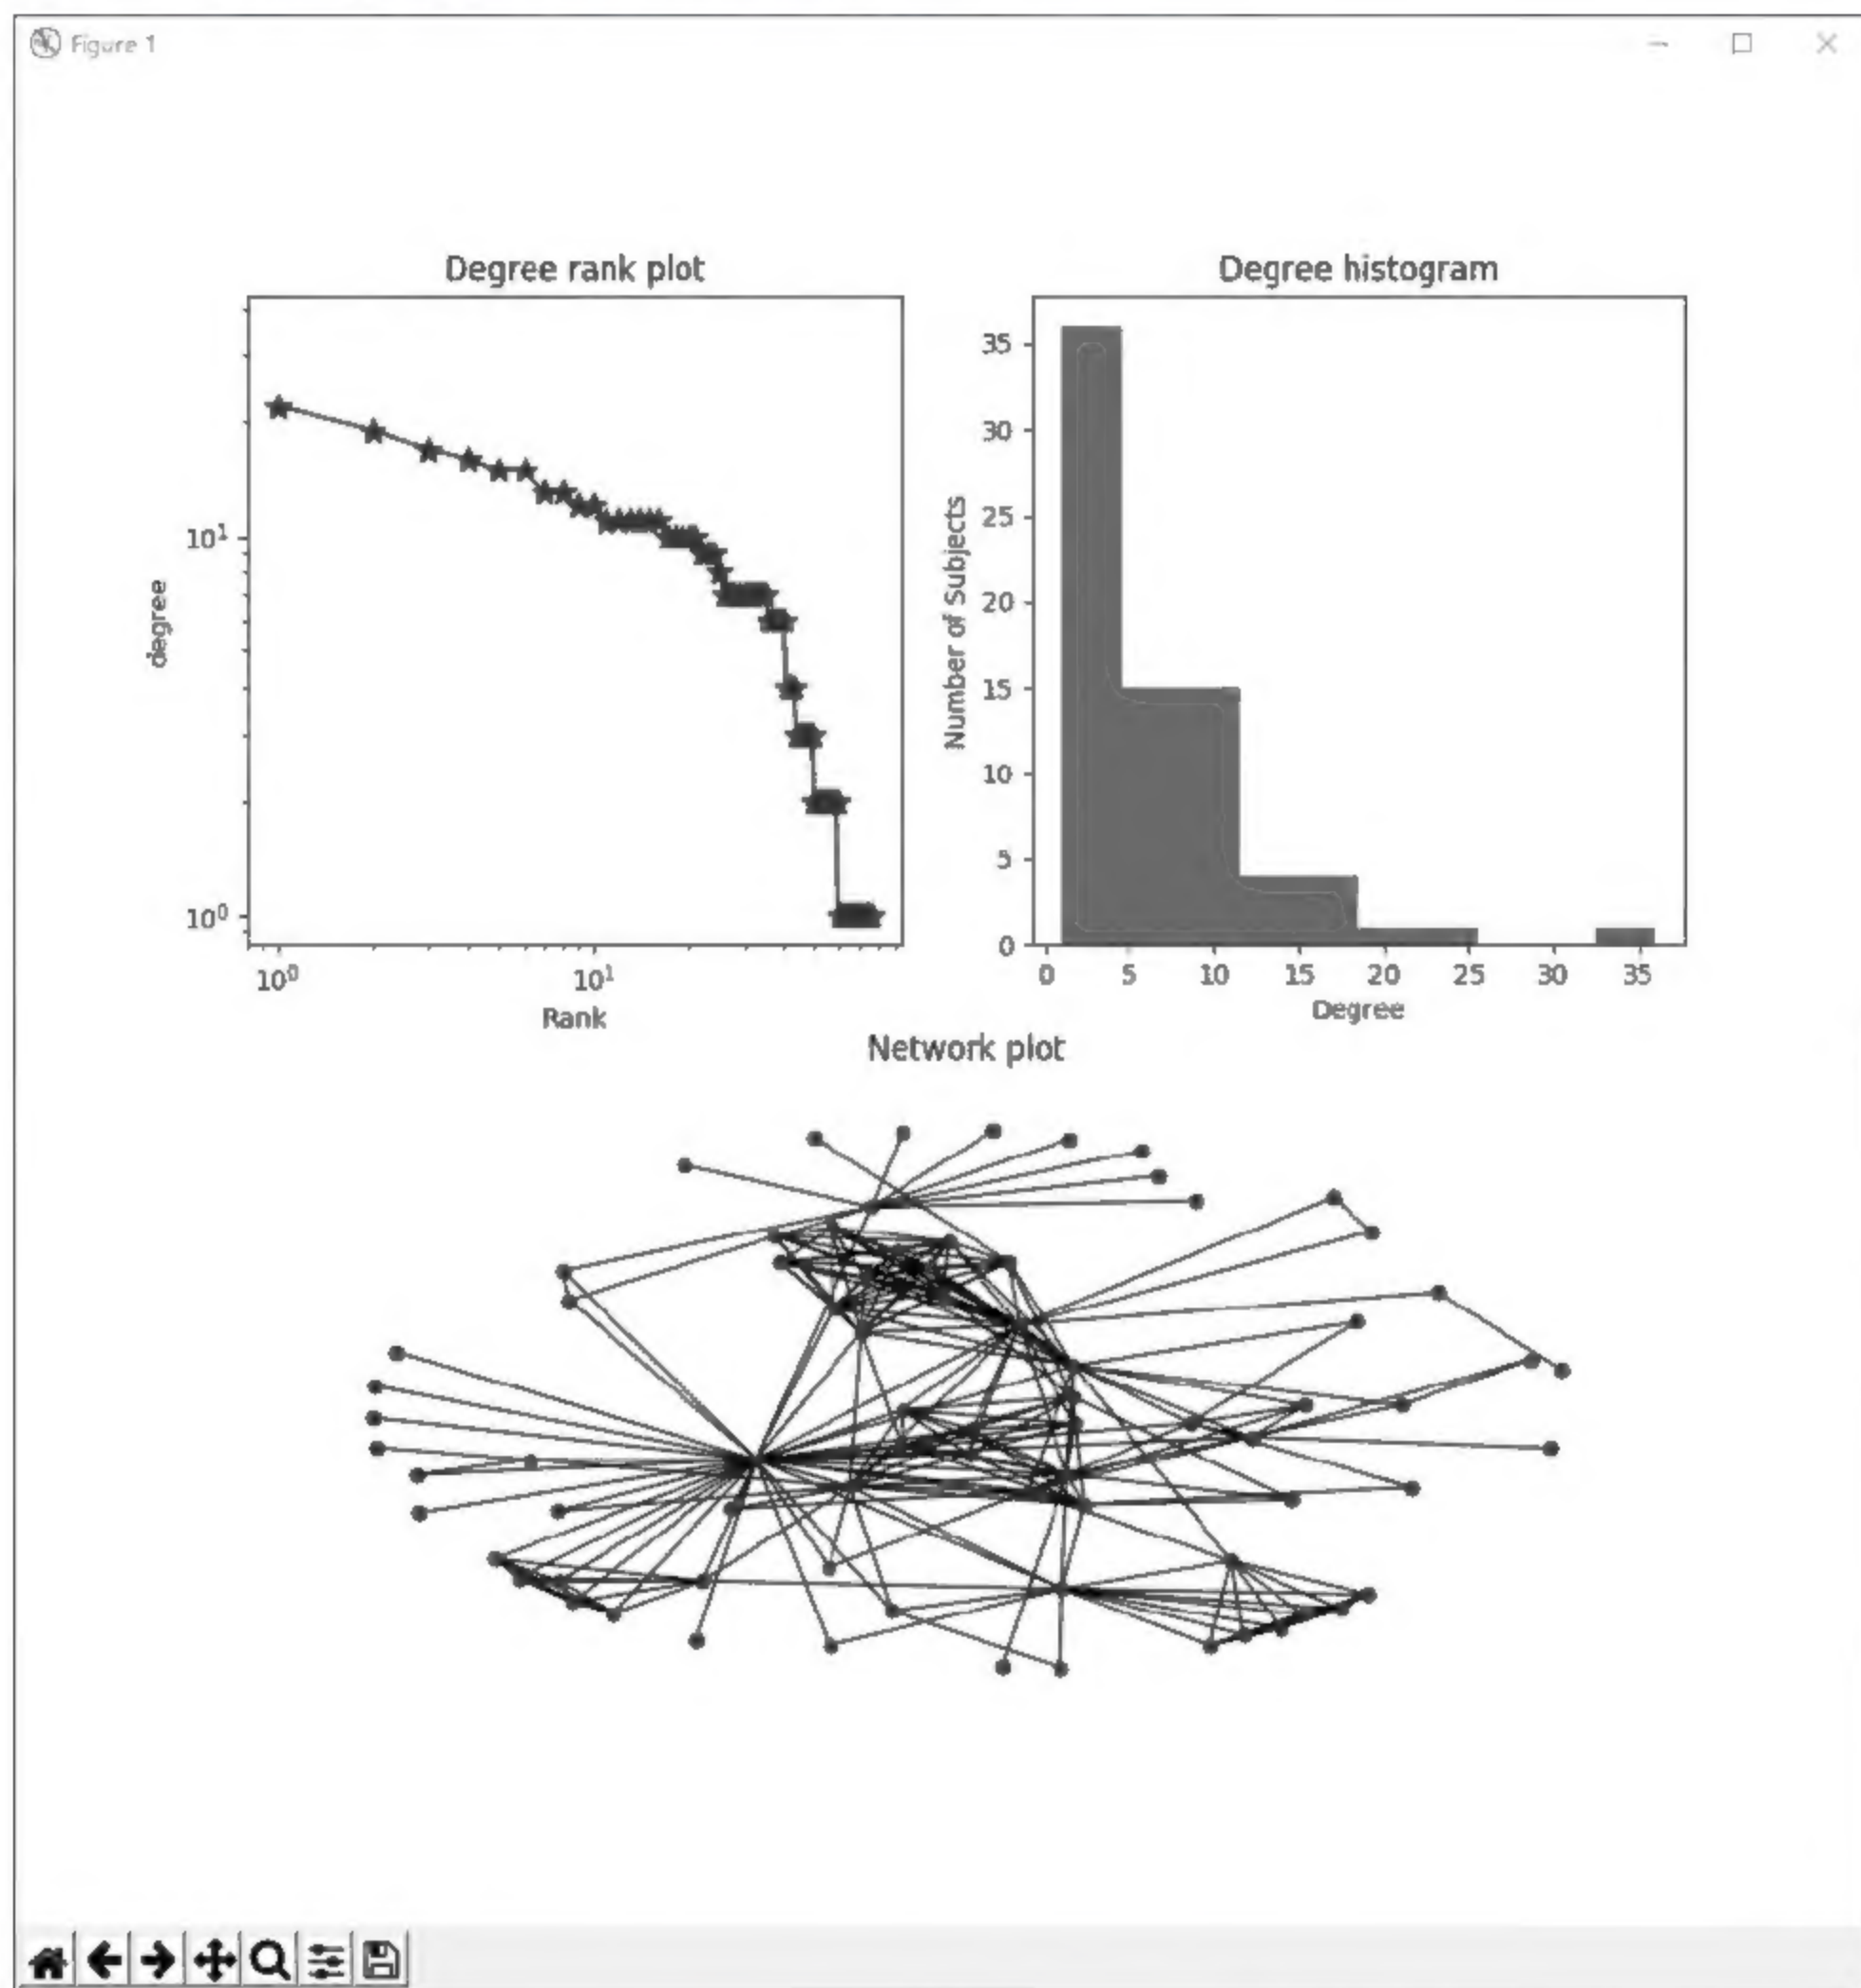 Figure 1
Degree rank plot
degree
10¹
10⁰
10⁰ 10¹
Rank
Degree histogram
Number of Subjects
35
30
25
20
15
10
5
0
0 5 10 15 20 25 30 35
Degree
Network plot